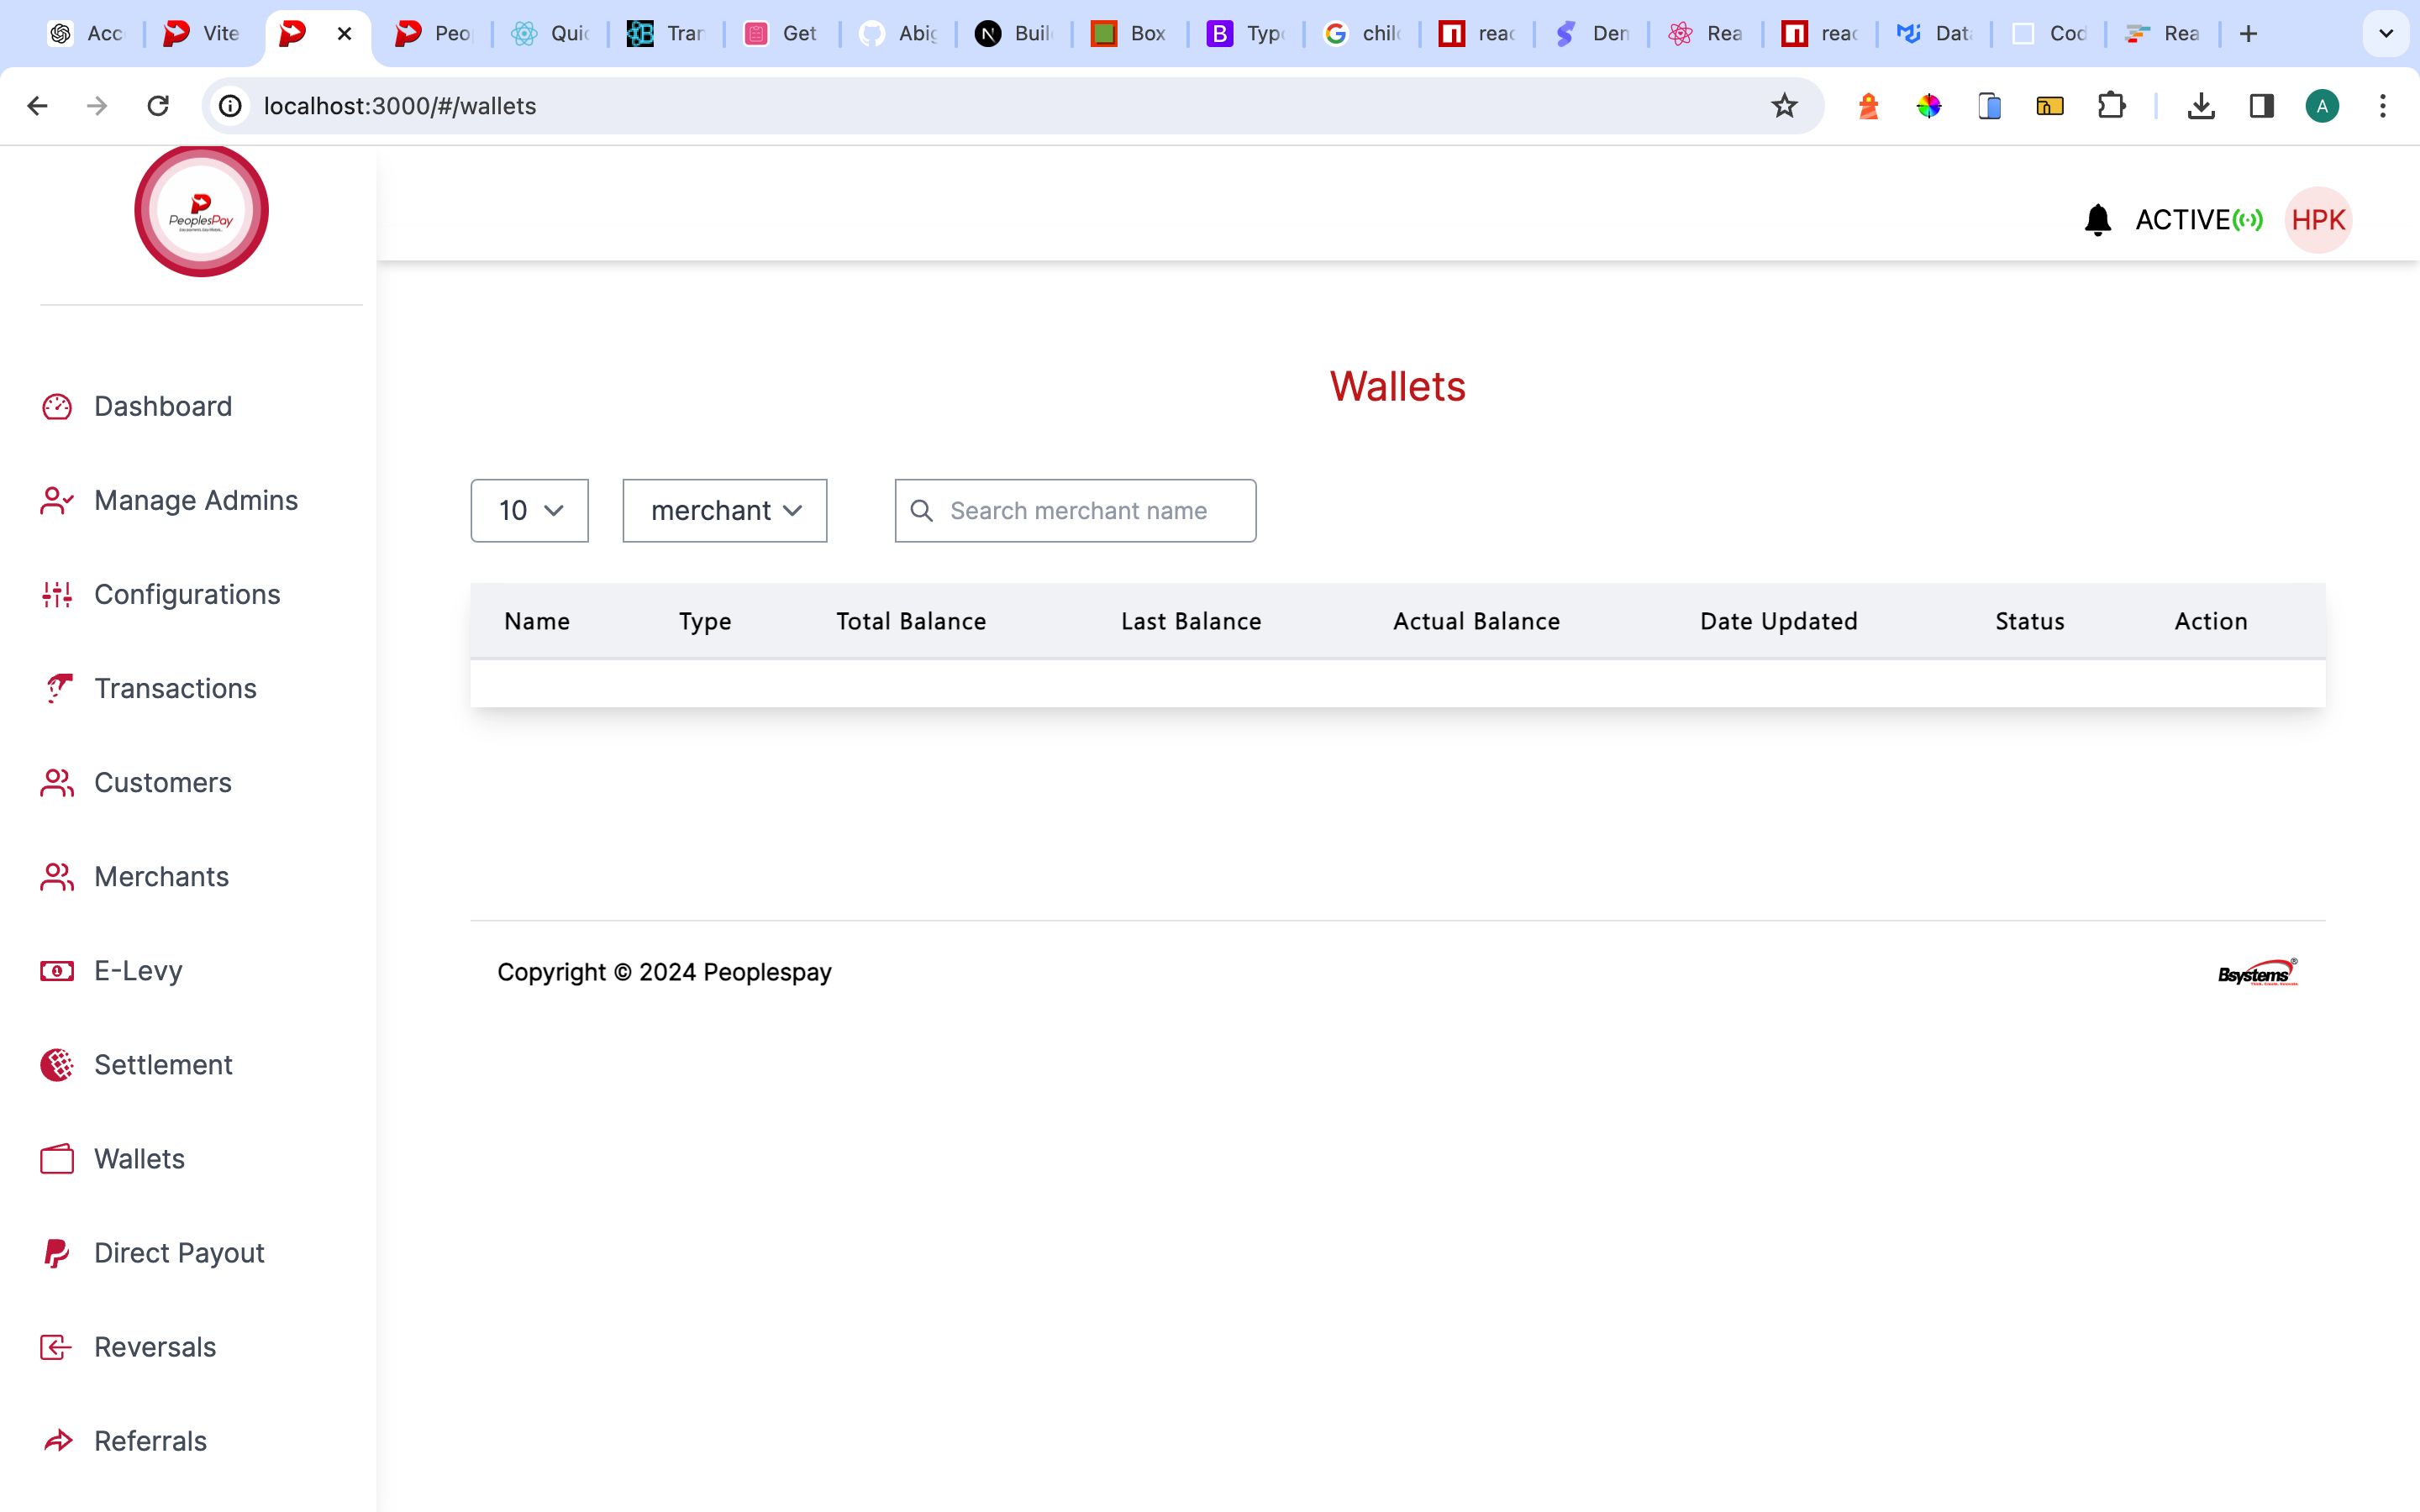 Acc
Vite
Peo
Quic
Tran
Get
Abig
Buil
Box
Typo
chil
reac
Den
Rea
reac
Data
Cod
Rea
localhost:3000/#/wallets
A
PeoplesPay
ACTIVE
HPK
Dashboard
Manage Admins
Configurations
Transactions
Customers
Merchants
E-Levy
Settlement
Wallets
Direct Payout
Reversals
Referrals
Wallets
10
merchant
Search merchant name
Name Type Total Balance Last Balance Actual Balance Date Updated Status Action
Copyright © 2024 Peoplespay
Bsystems®